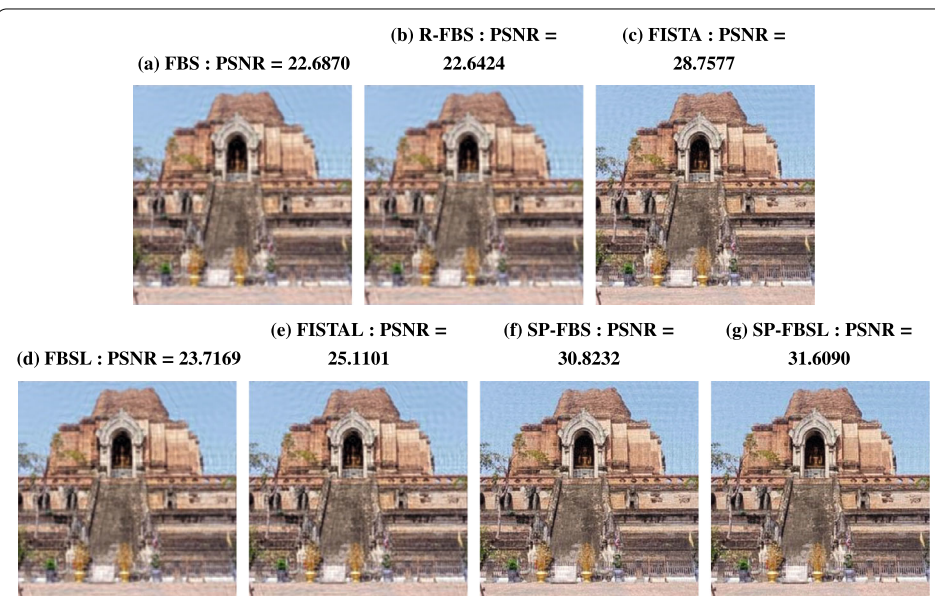 (a) FBS : PSNR = 22.6870
(b) R-FBS : PSNR =
22.6424
(c) FISTA : PSNR =
28.7577
(d) FBSL : PSNR = 23.7169
(e) FISTAL : PSNR =
25.1101
(f) SP-FBS : PSNR =
30.8232
(g) SP-FBSL : PSNR =
31.6090